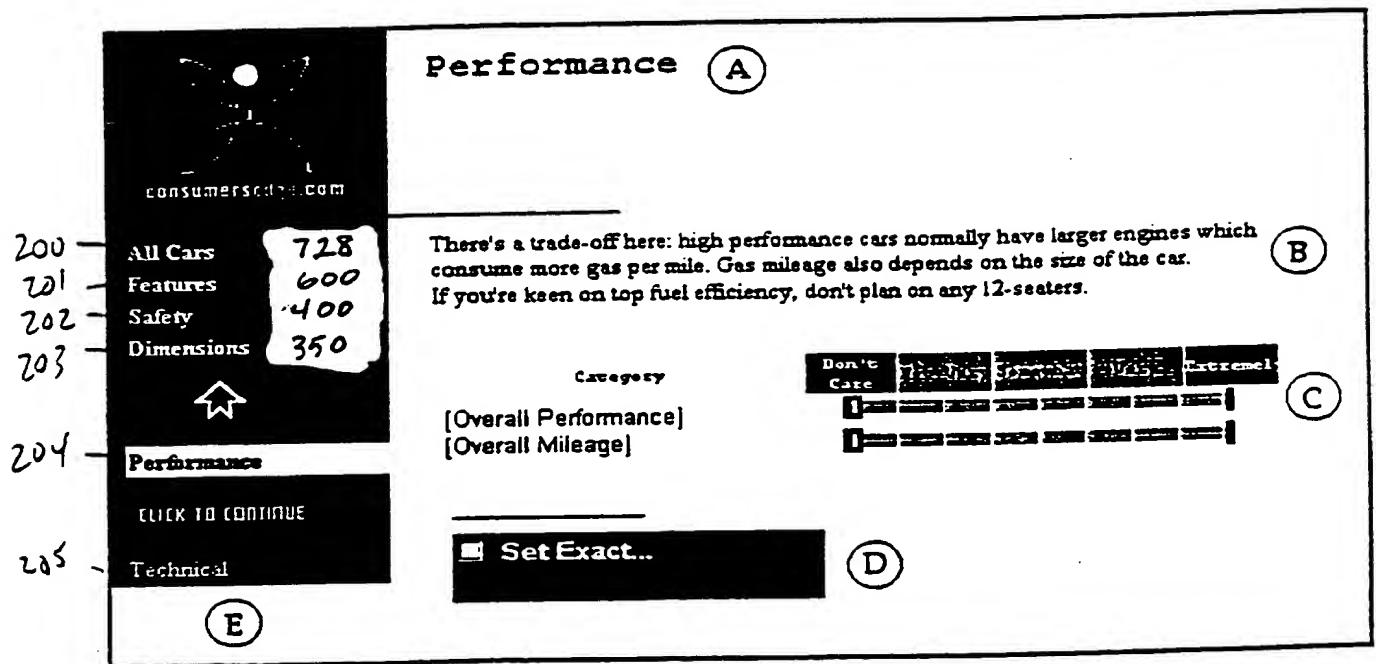 Performance A
consumersedge.com
200 All Cars 728
201 Features 600
202 Safety 400
203 Dimensions 350
There's a trade-off here: high performance cars normally have larger engines which
consume more gas per mile. Gas mileage also depends on the size of the car.
If you're keen on top fuel efficiency, don't plan on any 12-seaters.
B
Category
Don't
Care
Extremel
[Overall Performance]
[Overall Mileage]
C
204 Performance
CLICK TO CONTINUE
205 Technical
Set Exact...
D
E